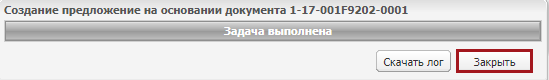 Создание предложение на основании документа 1-17-001F9202-0001
Задача выполнена
Скачать лог
Закрыть